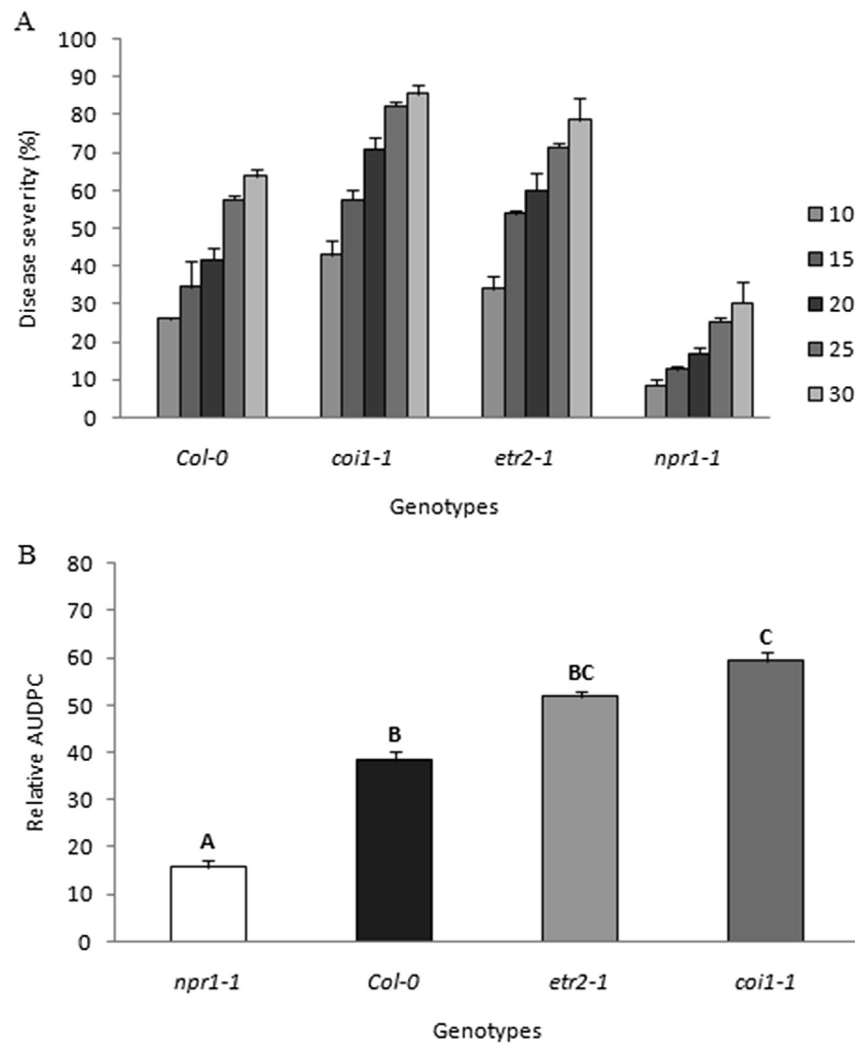 A
100
90
80
70
60
50
40
30
20
10
0
Disease severity (%)
Col-0 coi1-1 etr2-1 npr1-1
Genotypes
10
15
20
25
30
B
80
70
60
50
40
30
20
10
0
Relative AUDPC
A
B
BC
C
npr1-1 Col-0 etr2-1 coi1-1
Genotypes